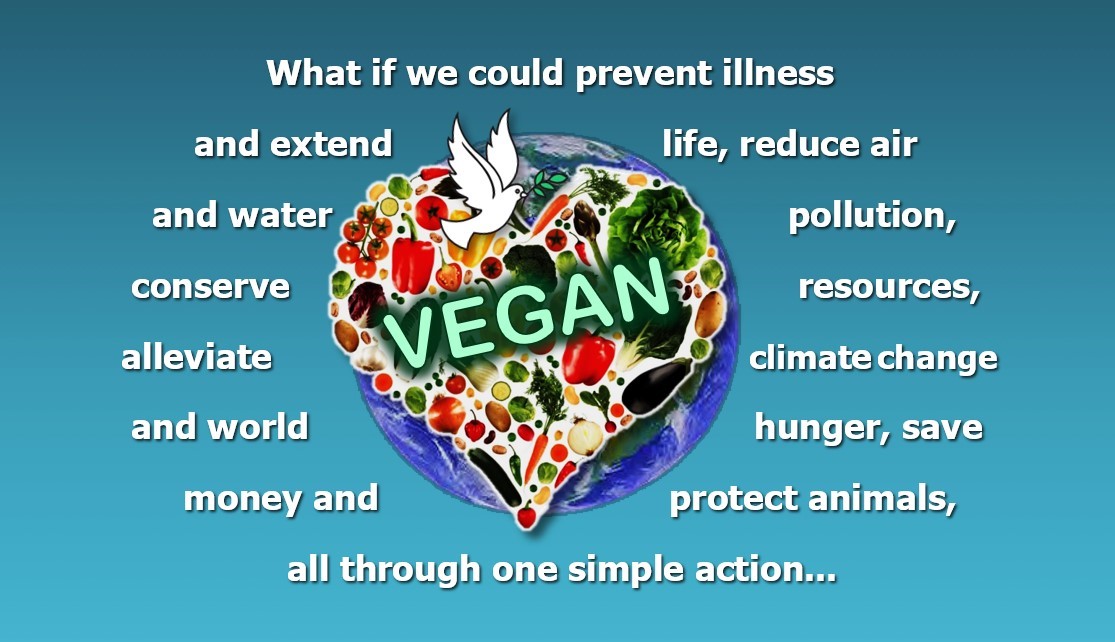 What if we could prevent illness
and extend life, reduce air
and water pollution,
conserve resources,
alleviate climate change
and world hunger, save
money and protect animals,
all through one simple action...
VEGAN